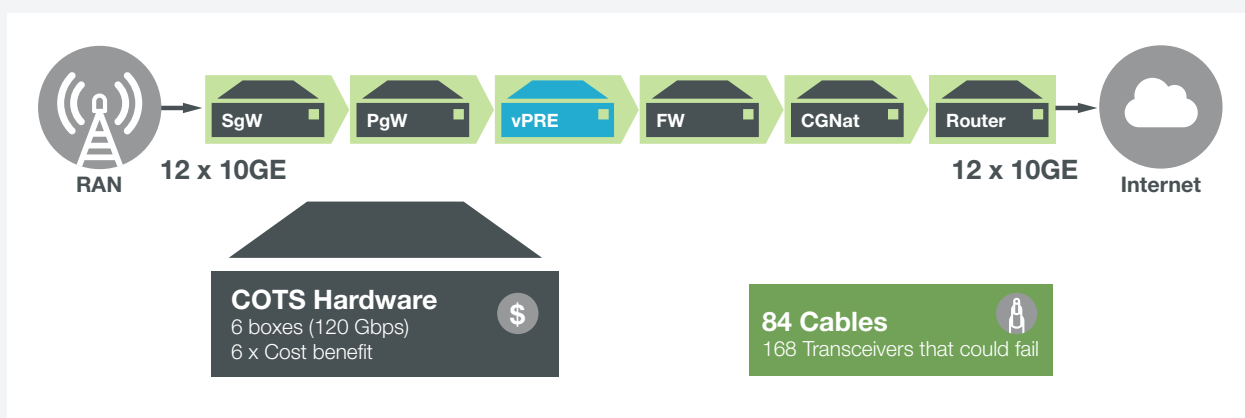 SgW
PgW
vPRE
FW
CGNat
Router
12 x 10GE
12 x 10GE
RAN
Internet
COTS Hardware
6 boxes (120 Gbps)
6 x Cost benefit
$
84 Cables
168 Transceivers that could fail